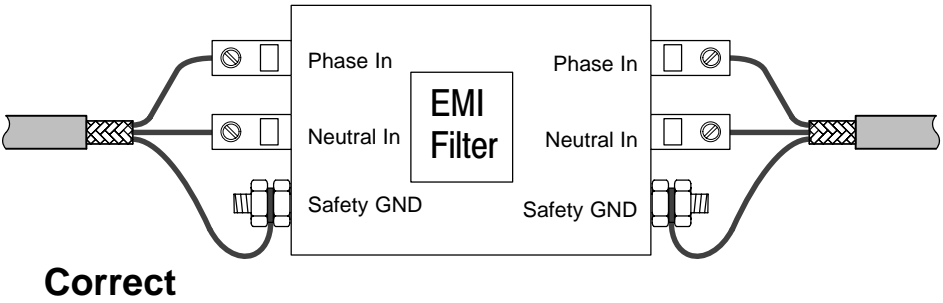 Phase In
Phase In
EMI
Filter
Neutral In
Neutral In
Safety GND
Safety GND
Correct